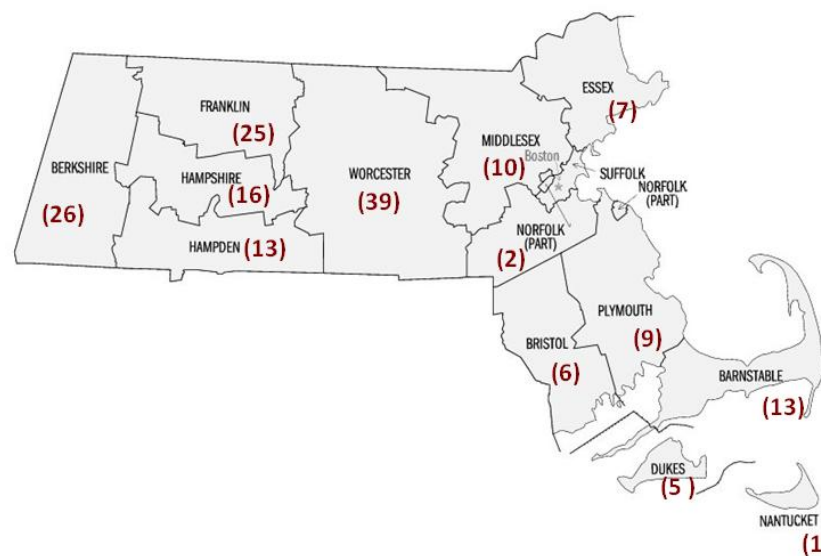 ESSEX
(7)
FRANKLIN
(25)
MIDDLESEX
(10)
Boston
SUFFOLK
NORFOLK
(PART)
BERKSHIRE
(26)
HAMPSHIRE
(16)
WORCESTER
(39)
HAMPDEN (13)
NORFOLK
(PART)
(2)
PLYMOUTH
(9)
BRISTOL
(6)
BARNSTABLE
(13)
DUKES
(5 )
NANTUCKET
(1